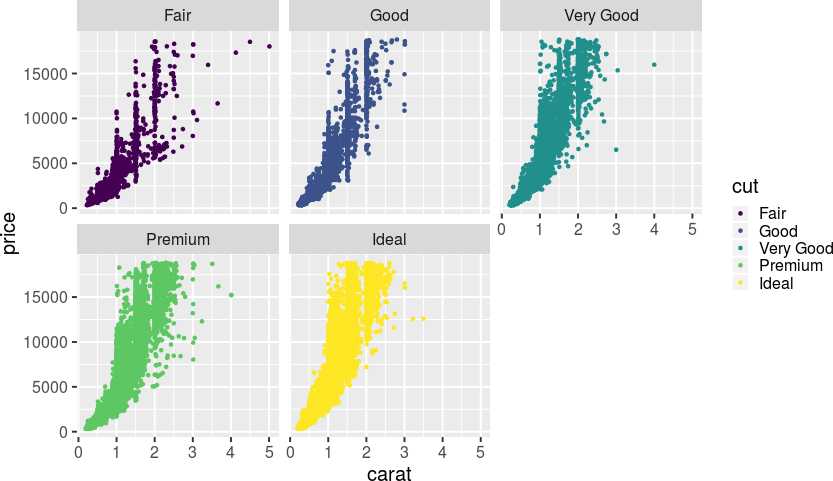 Fair
Good
Very Good
15000
10000
5000
0
0 1 2 3 4 5
price
Premium
Ideal
15000
10000
5000
0
0 1 2 3 4 5
0 1 2 3 4 5
carat
cut
Fair
Good
Very Good
Premium
Ideal